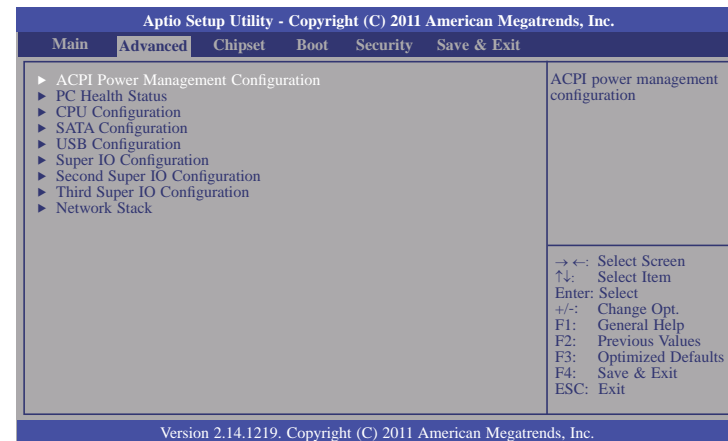 Aptio Setup Utility - Copyright (C) 2011 American Megatrends, Inc.
Main Advanced Chipset Boot Security Save & Exit
► ACPI Power Management Configuration
► PC Health Status
► CPU Configuration
► SATA Configuration
► USB Configuration
► Super IO Configuration
► Second Super IO Configuration
► Third Super IO Configuration
► Network Stack
ACPI power management
configuration
→←: Select Screen
↑↓: Select Item
Enter: Select
+/-: Change Opt.
F1: General Help
F2: Previous Values
F3: Optimized Defaults
F4: Save & Exit
ESC: Exit
Version 2.14.1219. Copyright (C) 2011 American Megatrends, Inc.